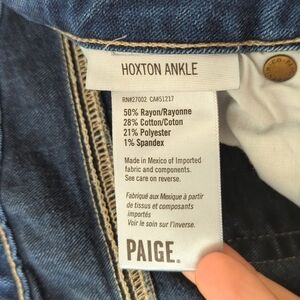 HOXTON ANKLE
RN#27002 CA#51217
50% Rayon/Rayonne
28% Cotton/Coton
21% Polyester
1% Spandex
Made in Mexico of Imported
fabric and components.
See care on reverse.
Fabriqué aux Mexique à partir
de tissus et composants
importés
Voir le soin sur l'inverse.
PAIGE.